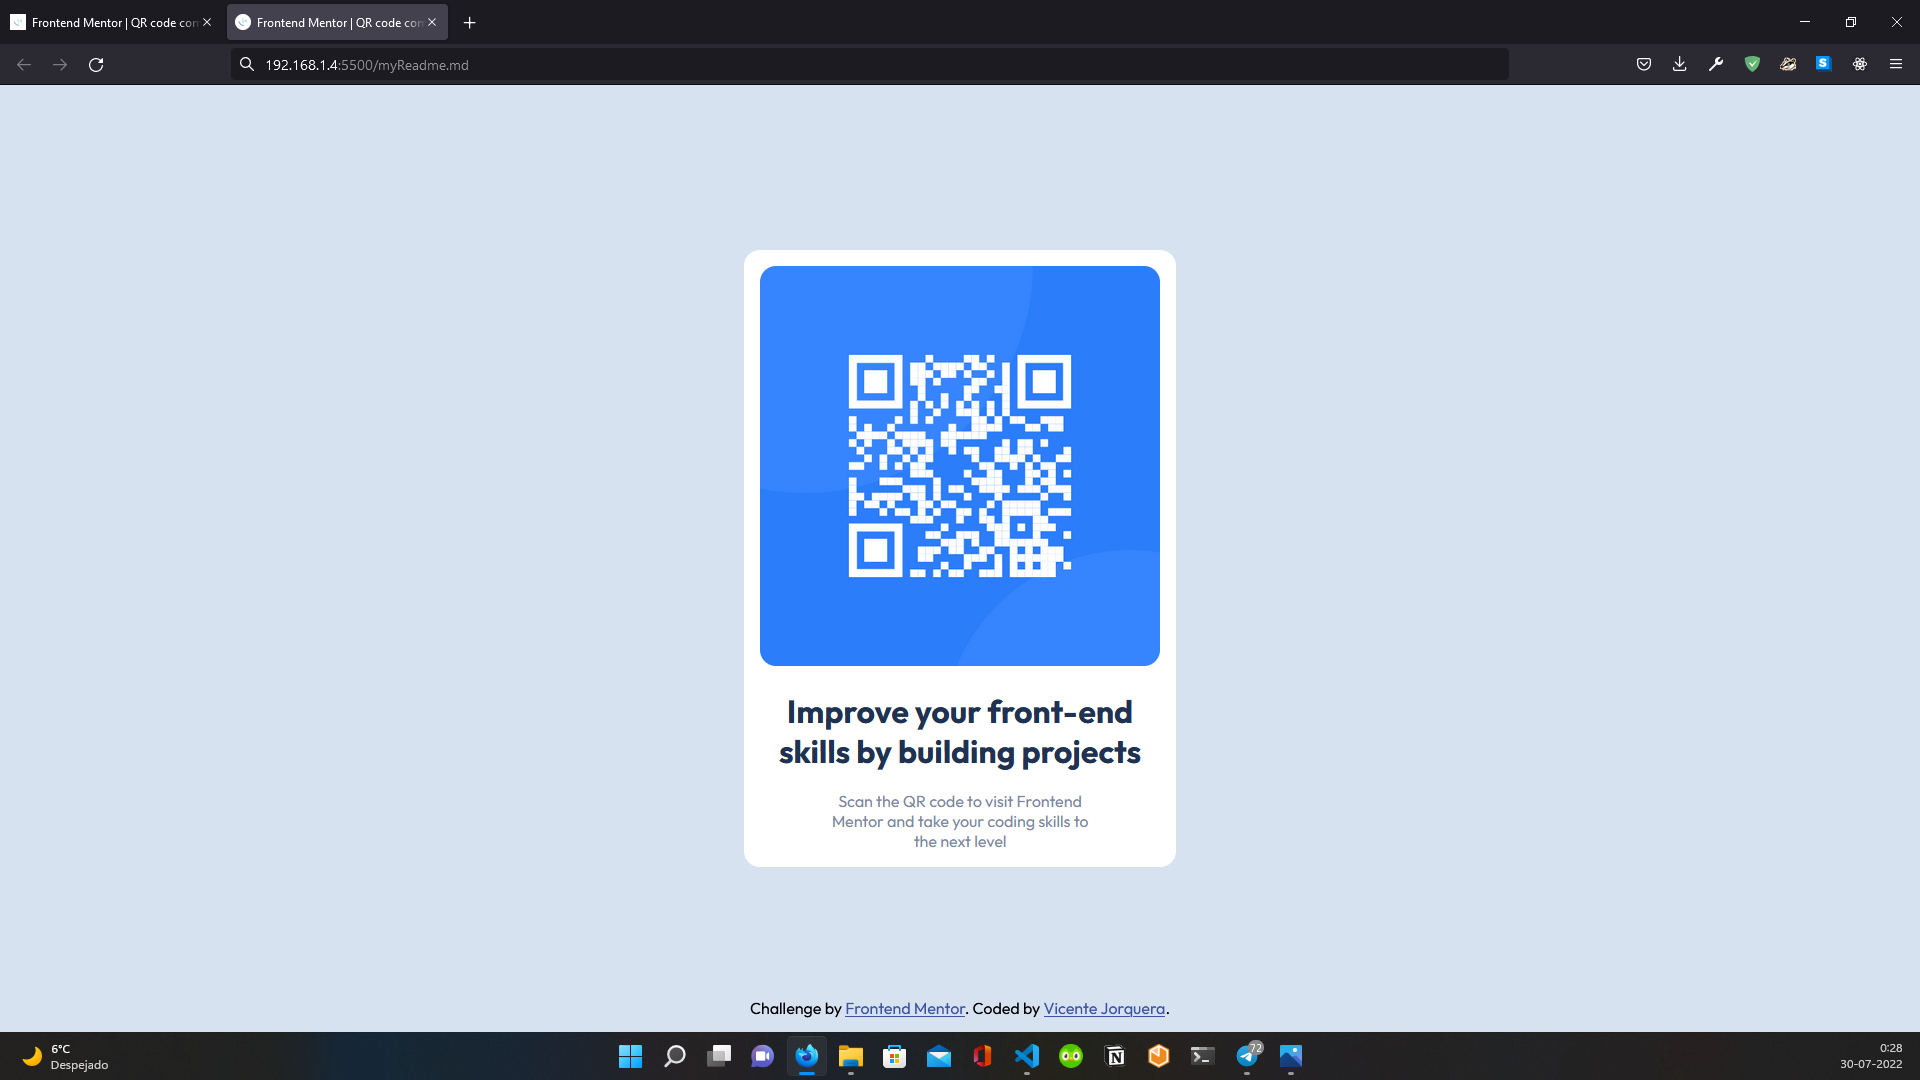 Frontend Mentor | QR code con
Frontend Mentor | QR code con
192.168.1.4:5500/myReadme.md
S
Improve your front-end
skills by building projects
Scan the QR code to visit Frontend
Mentor and take your coding skills to
the next level
Challenge by Frontend Mentor. Coded by Vicente Jorquera.
6°C
Despejado
N
72
0:28
30-07-2022